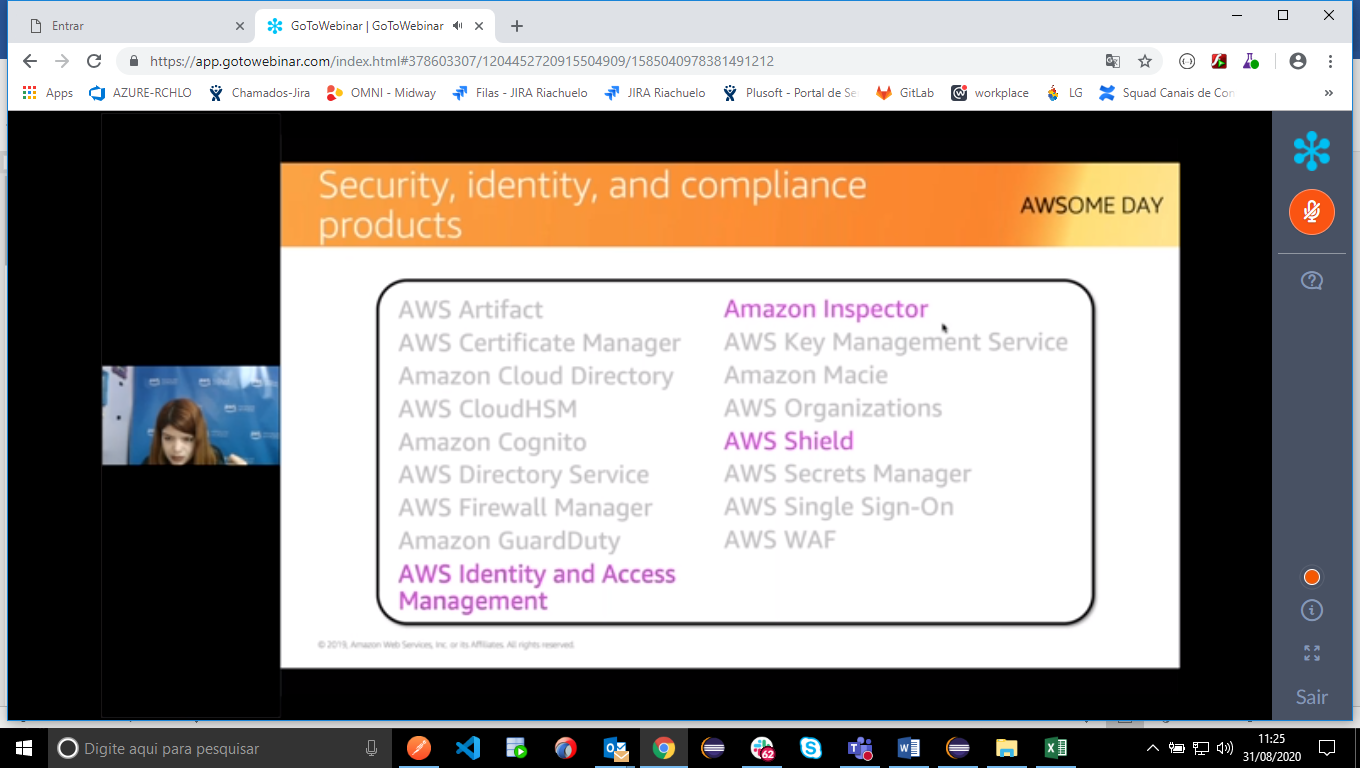 Entrar
GoToWebinar | GoToWebinar
https://app.gotowebinar.com/index.html#378603307/1204452720915504909/1585040978381491212
Apps
AZURE-RCHLO
Chamados-Jira
OMNI - Midway
Filas - JIRA Riachuelo
JIRA Riachuelo
Plusoft - Portal de Se
GitLab
workplace
LG
Squad Canais de Con
»
Security, identity, and compliance
products
AWSOME DAY
AWS Artifact
AWS Certificate Manager
Amazon Cloud Directory
AWS CloudHSM
Amazon Cognito
AWS Directory Service
AWS Firewall Manager
Amazon GuardDuty
AWS Identity and Access
Management
Amazon Inspector
AWS Key Management Service
Amazon Macie
AWS Organizations
AWS Shield
AWS Secrets Manager
AWS Single Sign-On
AWS WAF
© 2019, Amazon Web Services, Inc. or its Affiliates. All rights reserved.
Sair
Digite aqui para pesquisar
62
11:25
31/08/2020